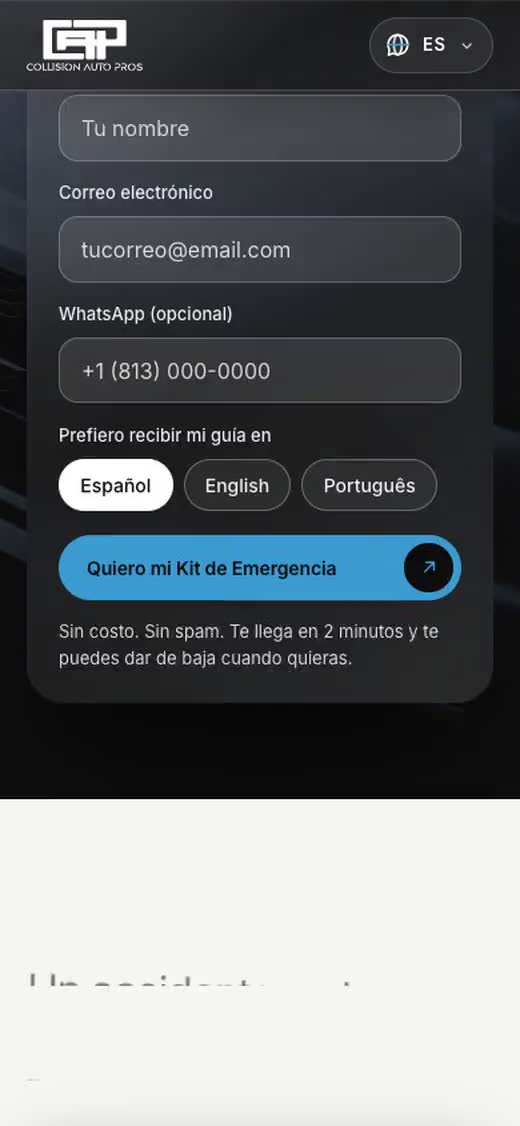 CAP
COLLISION AUTO PROS
ES
Tu nombre
Correo electrónico
tucorreo@email.com
WhatsApp (opcional)
+1 (813) 000-0000
Prefiero recibir mi guía en
Español English Português
Quiero mi Kit de Emergencia
Sin costo. Sin spam. Te llega en 2 minutos y te
puedes dar de baja cuando quieras.
Un